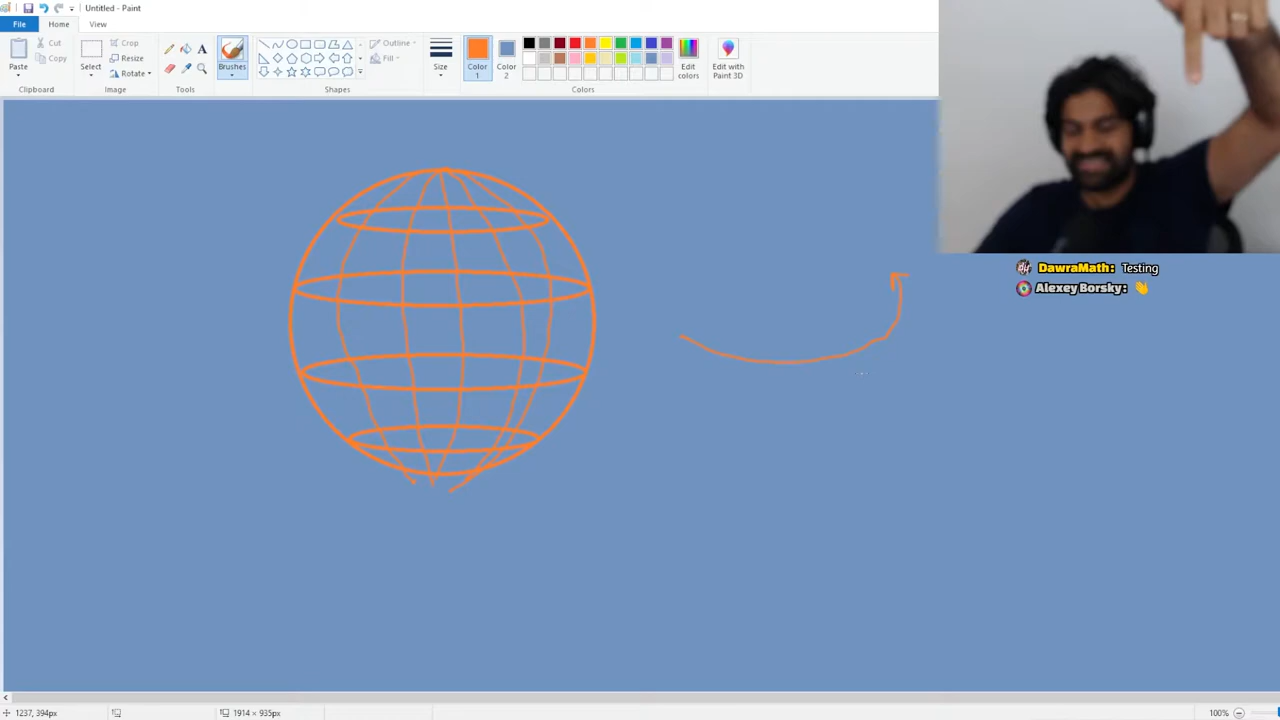 Untitled - Paint
File Home View
Paste
Cut
Copy
Clipboard
Select
Crop
Resize
Rotate
Image
A
Tools
Brushes
Outline
Fill
Shapes
Size
Color 1
Color 2
Edit colors
Colors
Edit with Paint 3D
DawraMath: Testing
Alexey Borsky: 👋
1237, 394px
1914 × 935px
100%